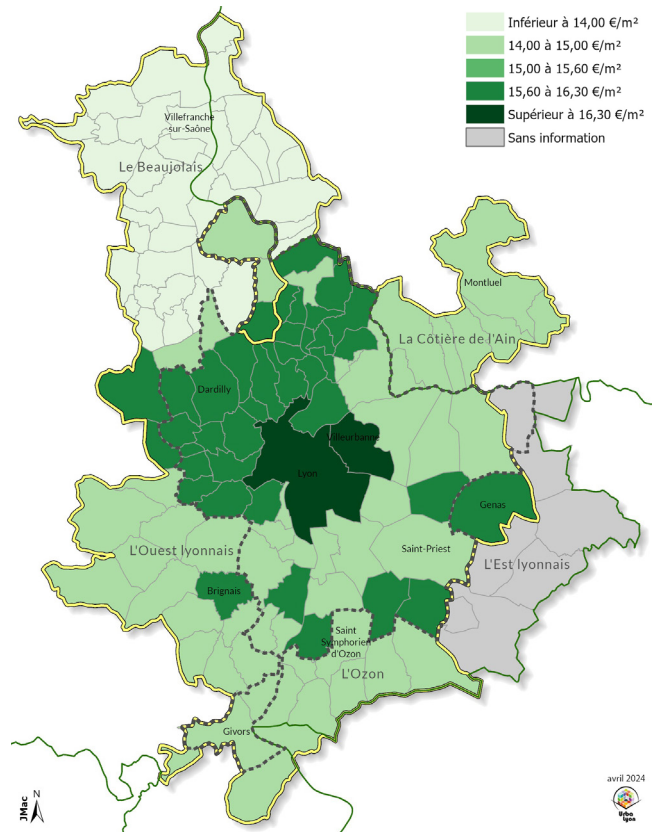 Inférieur à 14,00 €/m²
14,00 à 15,00 €/m²
15,00 à 15,60 €/m²
15,60 à 16,30 €/m²
Supérieur à 16,30 €/m²
Sans information
Villefranche
sur-Saône
Le Beaujolais
Montluel
La Côtière de l'Ain
Dardilly
Villeurbanne
Lyon
Genas
L'Ouest lyonnais
Saint-Priest
L'Est lyonnais
Brignais
Saint
Symphorien
d'Ozon
L'Ozon
Givors
avril 2024
JMac
N
Urba
Lyon